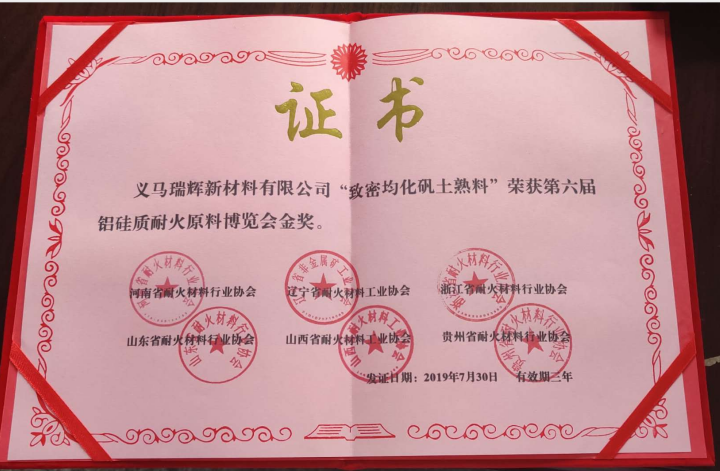 证书
义马瑞辉新材料有限公司“致密均化矾土熟料”荣获第六届
铝硅质耐火原料博览会金奖。
河南省耐火材料行业协会 辽宁省耐火材料工业协会 浙江省耐火材料行业协会
山东省耐火材料行业协会 山西省耐火材料工业协会 贵州省耐火材料行业协会
发证日期：2019年7月30日 有效期三年